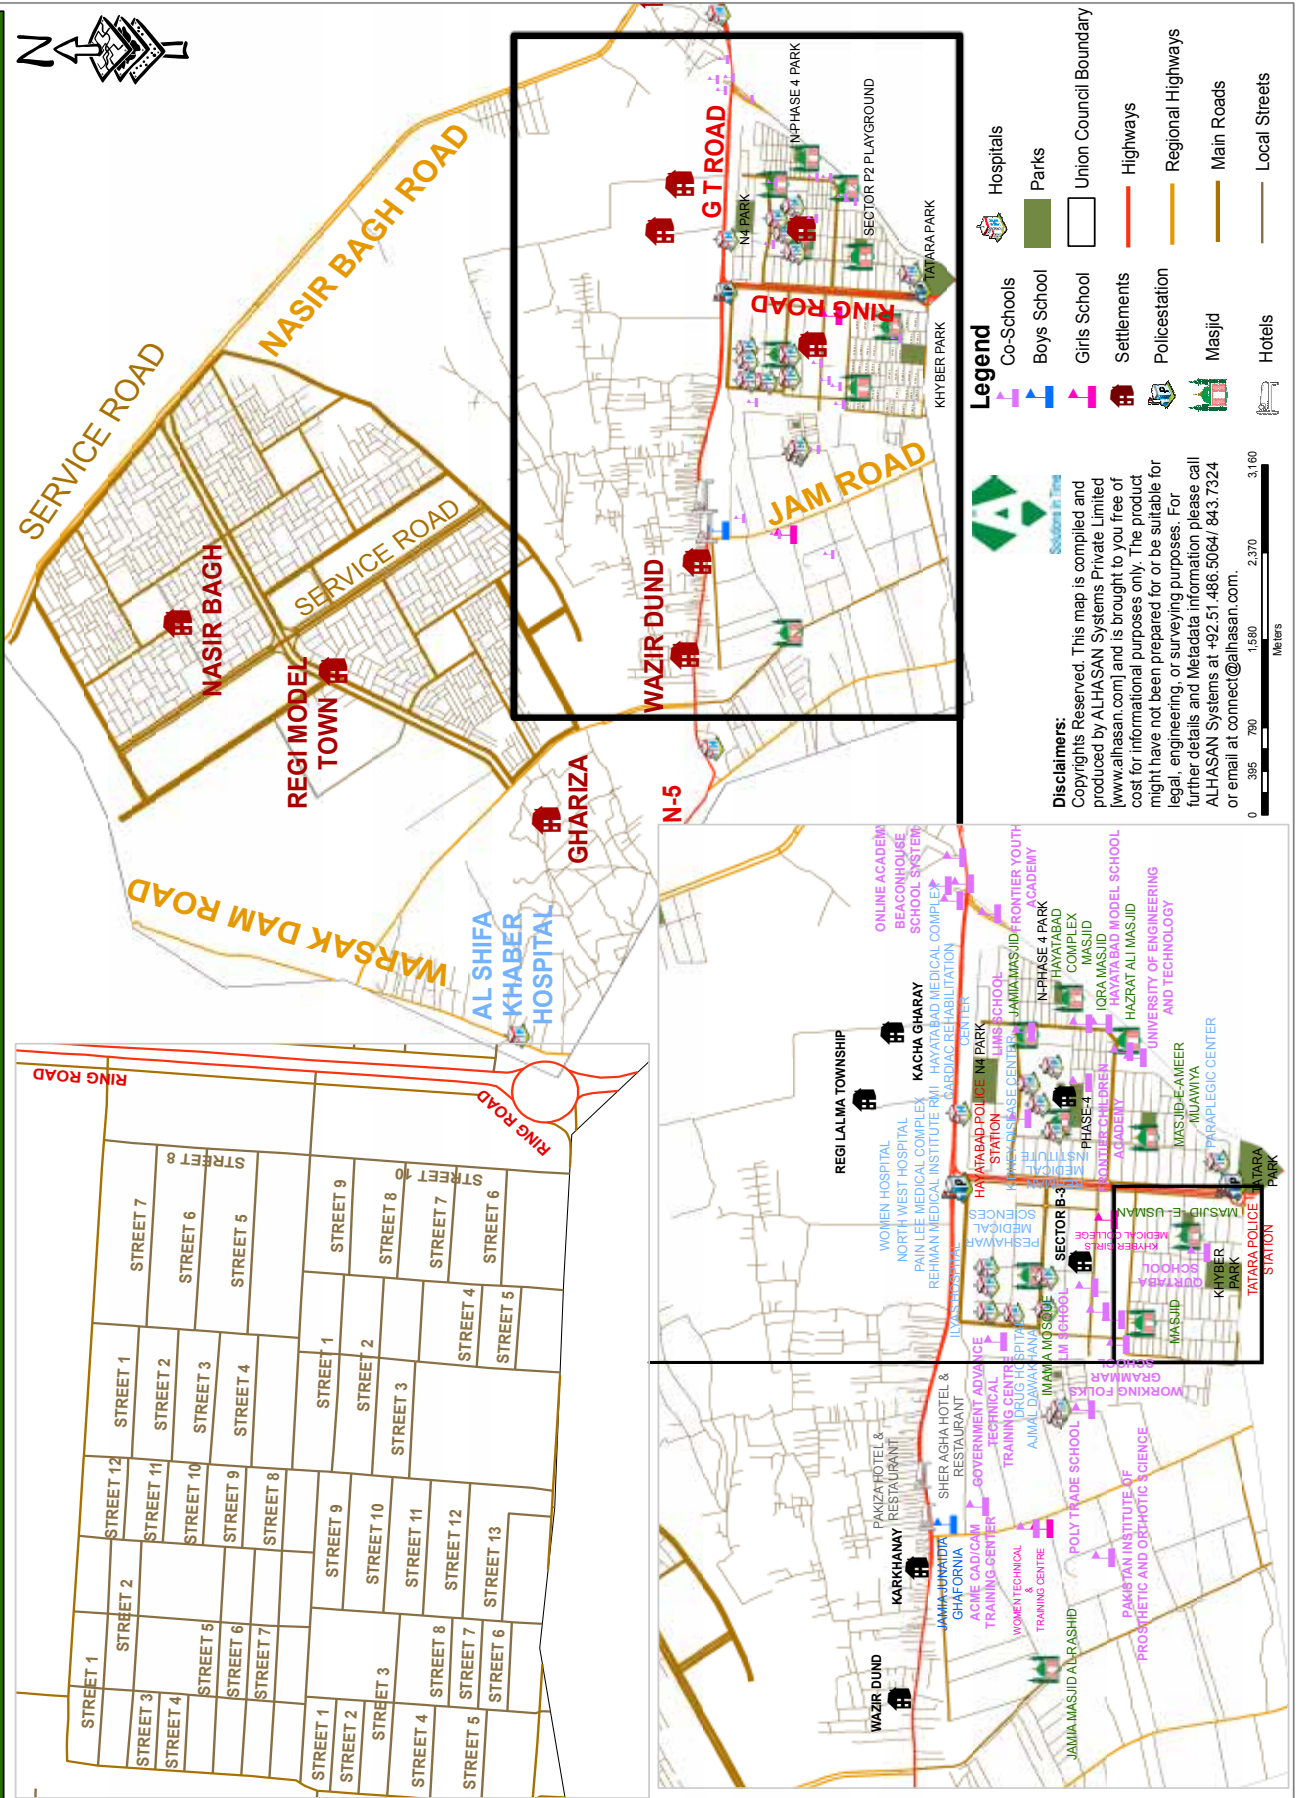 N
SERVICE ROAD
NASIR BAGH ROAD
NASIR BAGH
SERVICE ROAD
REGI MODEL
TOWN
WARSAK DAM ROAD
GHARIZA
AL SHIFA
KHABER
HOSPITAL
N-5
WAZIR DUND
JAM ROAD
G T ROAD
RING ROAD
N-PHASE 4 PARK
N4 PARK
SECTOR P2 PLAYGROUND
TATARA PARK
KHYBER PARK
Legend
Co-Schools
Boys School
Girls School
Settlements
Policestation
Masjid
Hotels
Hospitals
Parks
Union Council Boundary
Highways
Regional Highways
Main Roads
Local Streets
Solutions in Time
Disclaimers:
Copyrights Reserved. This map is compiled and
produced by ALHASAN Systems Private Limited
[www.alhasan.com] and is brought to you free of
cost for informational purposes only. The product
might have not been prepared for or be suitable for
legal, engineering, or surveying purposes. For
further details and Metadata information please call
ALHASAN Systems at +92.51.486.5064/ 843.7324
or email at connect@alhasan.com.
0 395 790 1,580 2,370 3,160
Meters
RING ROAD
RING ROAD
STREET 8
STREET 10
STREET 7
STREET 6
STREET 5
STREET 9
STREET 8
STREET 7
STREET 6
STREET 1
STREET 2
STREET 3
STREET 4
STREET 1
STREET 2
STREET 3
STREET 4
STREET 5
STREET 12
STREET 11
STREET 10
STREET 9
STREET 8
STREET 9
STREET 10
STREET 11
STREET 12
STREET 13
STREET 1
STREET 2
STREET 3
STREET 4
STREET 5
STREET 6
STREET 7
STREET 1
STREET 2
STREET 3
STREET 4
STREET 5
STREET 8
STREET 7
STREET 6
ONLINE ACADEMY
BEACONHOUSE
SCHOOL SYSTEM
HAYATABAD MEDICAL COMPLEX
CARDIAC REHABILITATION
CENTER
FRONTIER YOUTH
ACADEMY
JAMIA MASJID
LIMS SCHOOL
N-PHASE 4 PARK
HAYATABAD
COMPLEX
MASJID
IQRA MASJID
HAYATABAD MODEL SCHOOL
HAZRAT ALI MASJID
UNIVERSITY OF ENGINEERING
AND TECHNOLOGY
REGI LALMA TOWNSHIP
KACHA GHARAY
WOMEN HOSPITAL
NORTH WEST HOSPITAL
PAIN LEE MEDICAL COMPLEX
REHMAN MEDICAL INSTITUTE RMI
N4 PARK
HAYATABAD POLICE
STATION
KIDNEY DISEASE CENTER
REHMAN
MEDICAL
INSTITUTE
PHASE-4
FRONTIER CHILDREN
ACADEMY
MASJID-E-AMEER
MUAWIYA
PARAPLEGIC CENTER
TATARA
PARK
PESHAWAR
MEDICAL
SCIENCES
SECTOR B-3
KHYBER GIRLS
MEDICAL COLLEGE
MASJID -E- USMAN
QURTABA
SCHOOL
KHYBER
PARK
TATARA POLICE
STATION
ILYAS HOSPITAL
ILM SCHOOL
MASJID
IMAMIA MOSQUE
AJMAL DAWAKHANA
DRUG HOSPITAL
WORKING FOLKS
GRAMMAR
SCHOOL
GOVERNMENT ADVANCE
TECHNICAL
TRAINING CENTRE
SHER AGHA HOTEL &
RESTAURANT
PAKIZA HOTEL &
RESTAURANT
POLY TRADE SCHOOL
KARKHANAY
JAMIA JUNAIDIA
GHAFORNIA
ACME CAD/CAM
TRAINING CENTER
WOMEN TECHNICAL
&
TRAINING CENTRE
PAKISTAN INSTITUTE OF
PROSTHETIC AND ORTHOTIC SCIENCE
WAZIR DUND
JAMIA MASJID AL-RASHID